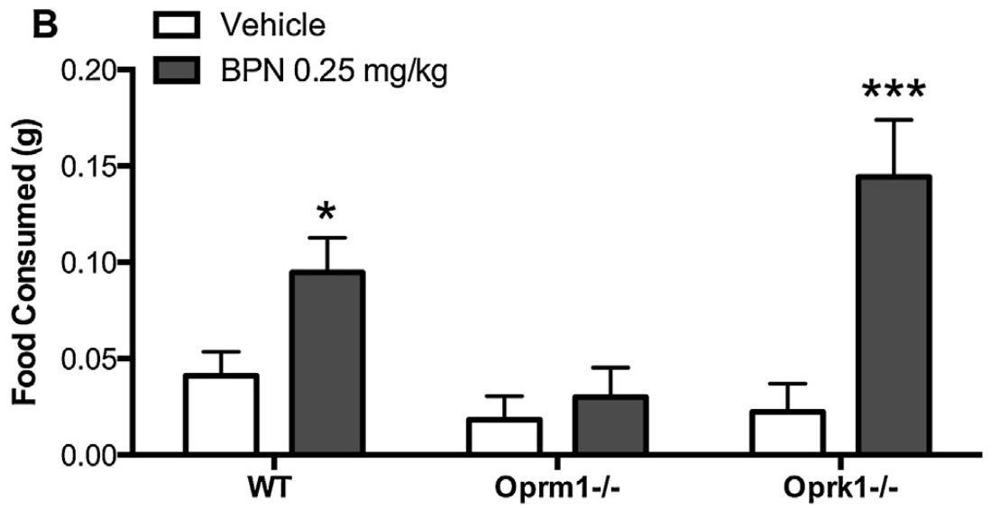 B
Vehicle
BPN 0.25 mg/kg
Food Consumed (g)
0.20
0.15
0.10
0.05
0.00
*
***
WT
Oprm1-/-
Oprk1-/-